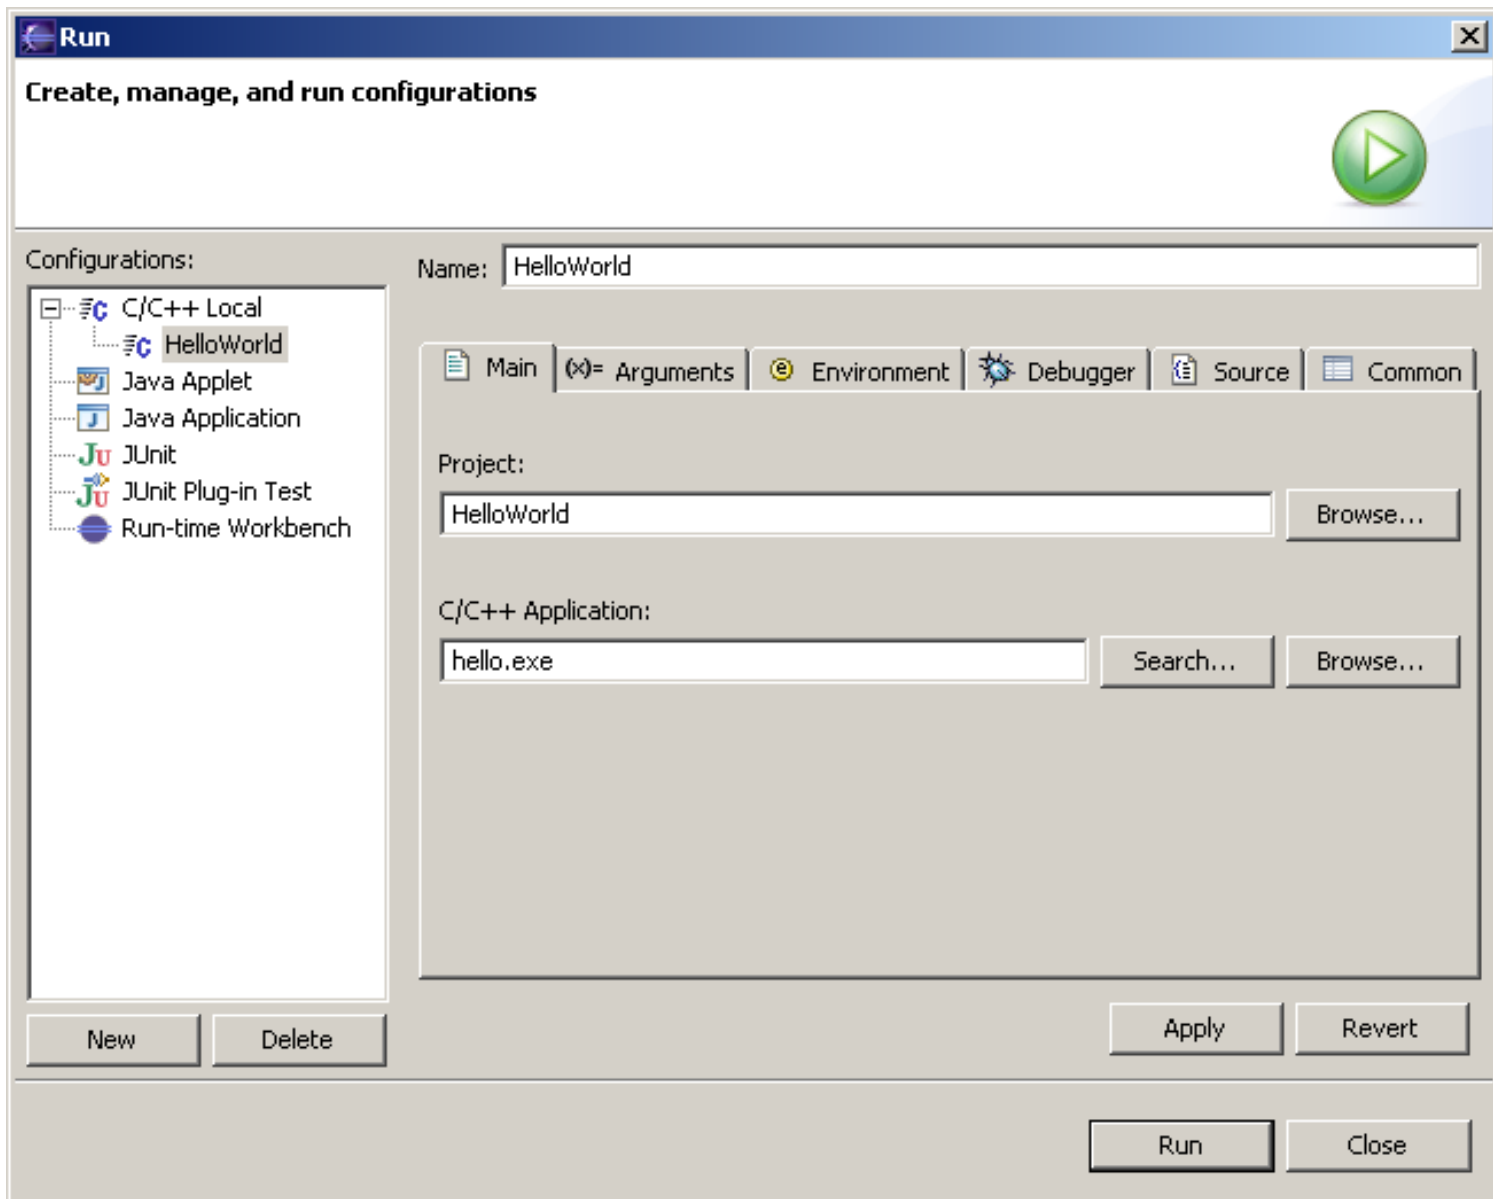 Run
Create, manage, and run configurations
Configurations:
C/C++ Local
HelloWorld
Java Applet
Java Application
JUnit
JUnit Plug-in Test
Run-time Workbench
New Delete
Name: HelloWorld
Main (x)= Arguments Environment Debugger Source Common
Project:
HelloWorld Browse...
C/C++ Application:
hello.exe Search... Browse...
Apply Revert
Run Close